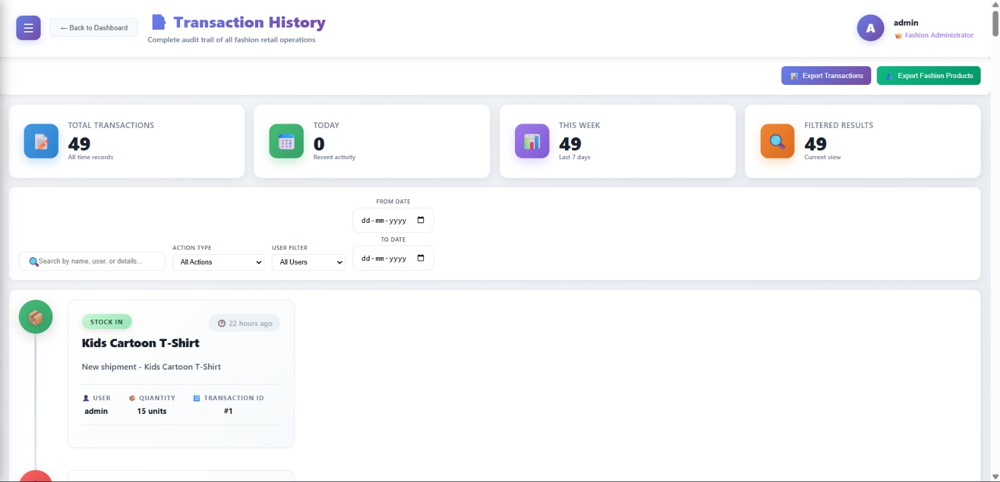 ☰
← Back to Dashboard
Transaction History
Complete audit trail of all fashion retail operations
A
admin
Fashion Administrator
Export Transactions
Export Fashion Products
TOTAL TRANSACTIONS
49
All time records
TODAY
0
Recent activity
THIS WEEK
49
Last 7 days
FILTERED RESULTS
49
Current view
Search by name, user, or details...
ACTION TYPE
All Actions
USER FILTER
All Users
FROM DATE
dd-mm-yyyy
TO DATE
dd-mm-yyyy
STOCK IN
22 hours ago
Kids Cartoon T-Shirt
New shipment - Kids Cartoon T-Shirt
USER
admin
QUANTITY
15 units
TRANSACTION ID
#1